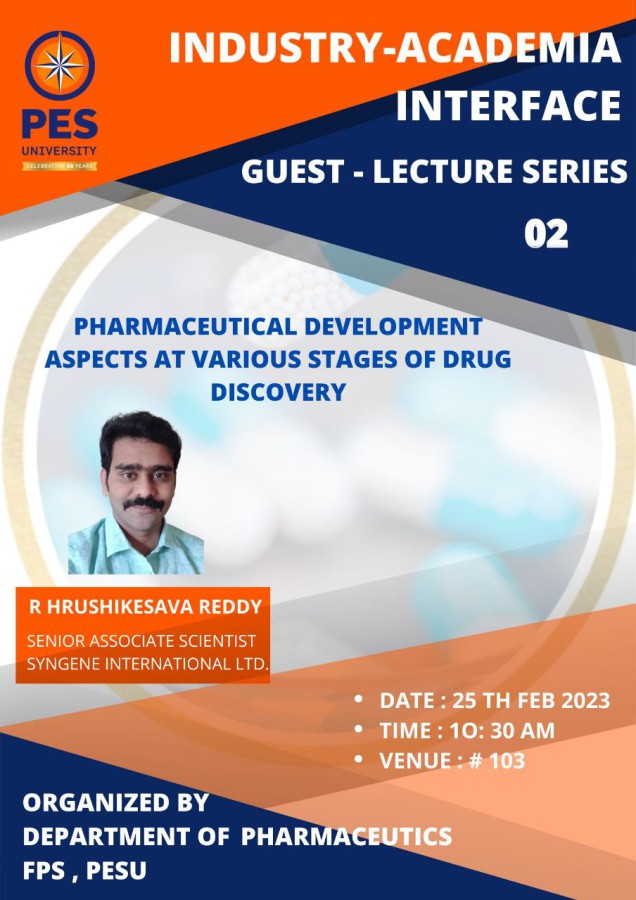 INDUSTRY-ACADEMIA
INTERFACE
GUEST - LECTURE SERIES
02
PES
UNIVERSITY
CELEBRATING 50 YEARS
PHARMACEUTICAL DEVELOPMENT
ASPECTS AT VARIOUS STAGES OF DRUG
DISCOVERY
R HRUSHIKESAVA REDDY
SENIOR ASSOCIATE SCIENTIST
SYNGENE INTERNATIONAL LTD.
• DATE : 25 TH FEB 2023
• TIME : 1O: 30 AM
• VENUE : # 103
ORGANIZED BY
DEPARTMENT OF PHARMACEUTICS
FPS , PESU